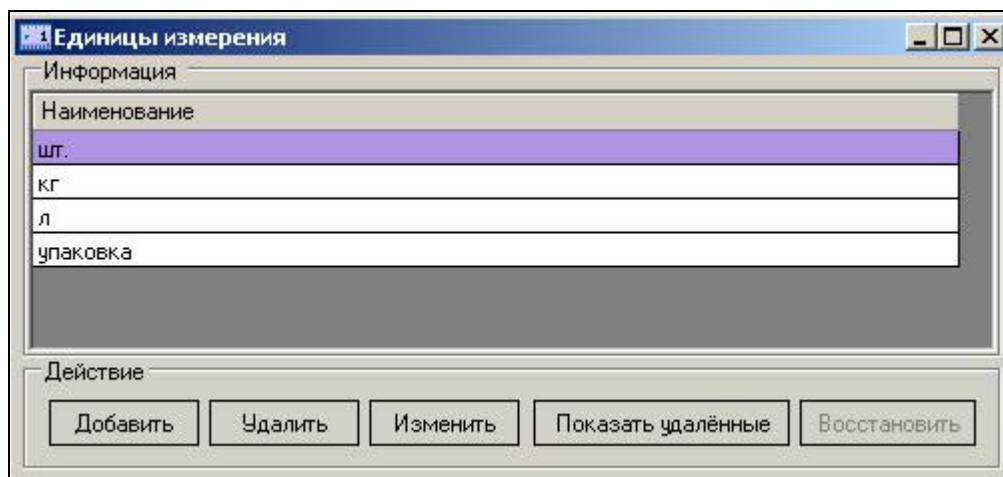 Единицы измерения
Информация
Наименование
шт.
кг
л
упаковка
Действие
Добавить Удалить Изменить Показать удалённые Восстановить